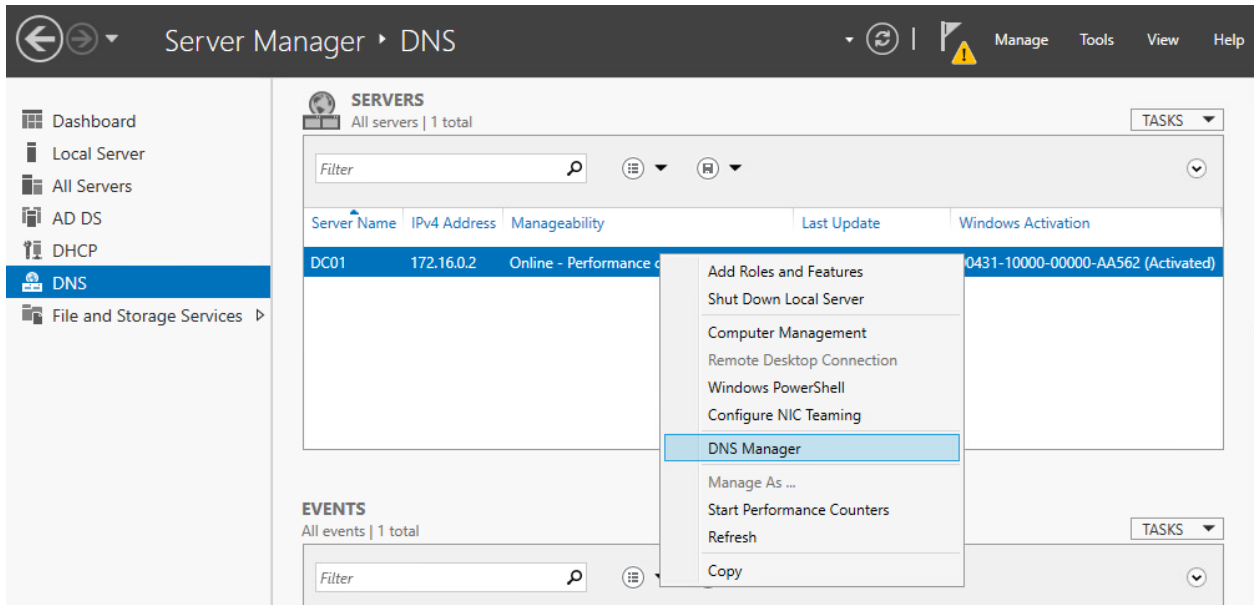 Server Manager ‣ DNS
Manage Tools View Help
Dashboard
Local Server
All Servers
AD DS
DHCP
DNS
File and Storage Services
SERVERS
All servers | 1 total
TASKS
Filter
Server Name IPv4 Address Manageability Last Update Windows Activation
DC01 172.16.0.2 Online - Performance 0431-10000-00000-AA562 (Activated)
Add Roles and Features
Shut Down Local Server
Computer Management
Remote Desktop Connection
Windows PowerShell
Configure NIC Teaming
DNS Manager
Manage As ...
Start Performance Counters
Refresh
Copy
EVENTS
All events | 1 total
TASKS
Filter